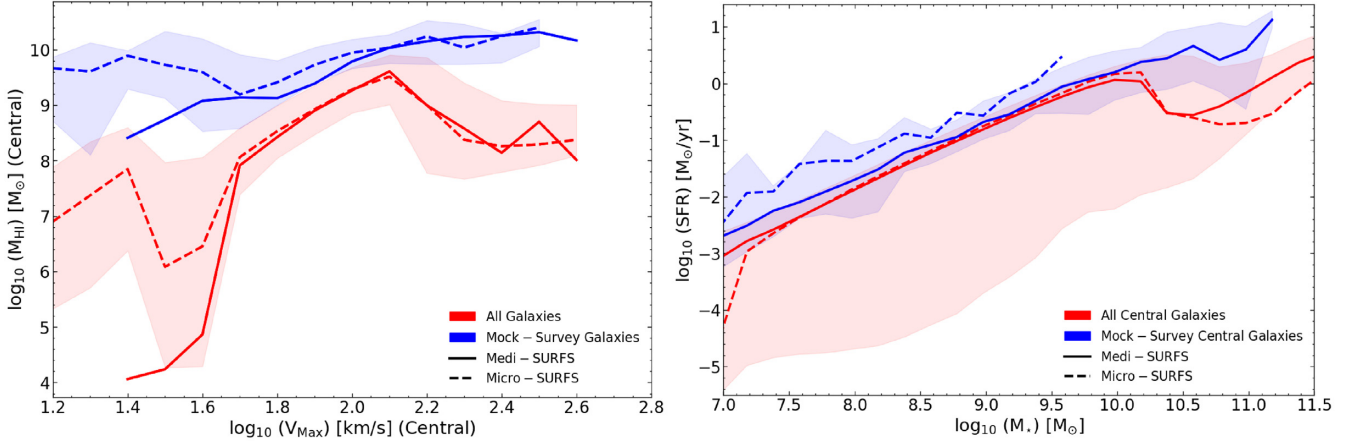 log₁₀ (M_HI) [M⊙] (Central)
10
9
8
7
6
5
4
All Galaxies
Mock − Survey Galaxies
Medi − SURFS
Micro − SURFS
1.2 1.4 1.6 1.8 2.0 2.2 2.4 2.6 2.8
log₁₀ (V_Max) [km/s] (Central)
log₁₀ (SFR) [M⊙/yr]
1
0
−1
−2
−3
−4
−5
All Central Galaxies
Mock − Survey Central Galaxies
Medi − SURFS
Micro − SURFS
7.0 7.5 8.0 8.5 9.0 9.5 10.0 10.5 11.0 11.5
log₁₀ (M⋆) [M⊙]